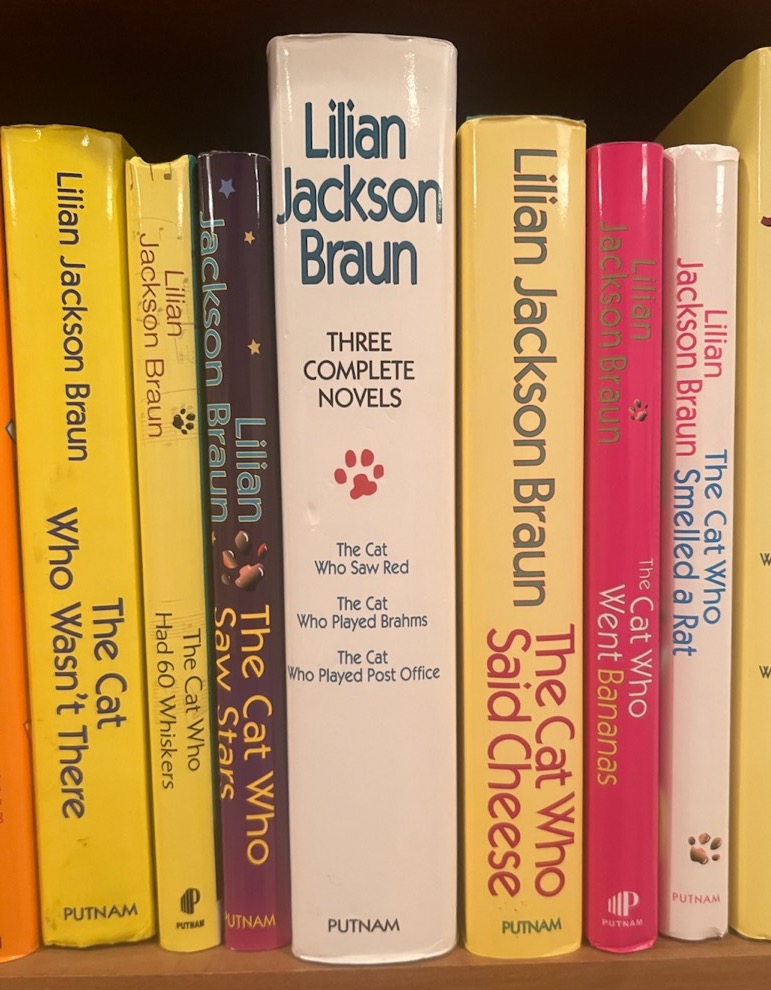 Lilian Jackson Braun
The Cat
Who Wasn't There
PUTNAM
Lilian
Jackson Braun
The Cat Who
Had 60 Whiskers
PUTNAM
Lilian
Jackson Braun
The Cat Who
Saw Stars
PUTNAM
Lilian
Jackson
Braun
THREE
COMPLETE
NOVELS
The Cat
Who Saw Red
The Cat
Who Played Brahms
The Cat
Who Played Post Office
PUTNAM
Lilian Jackson Braun
The Cat Who
Said Cheese
PUTNAM
Lilian
Jackson Braun
The Cat Who
Went Bananas
PUTNAM
Lilian
Jackson Braun
The Cat Who
Smelled a Rat
PUTNAM